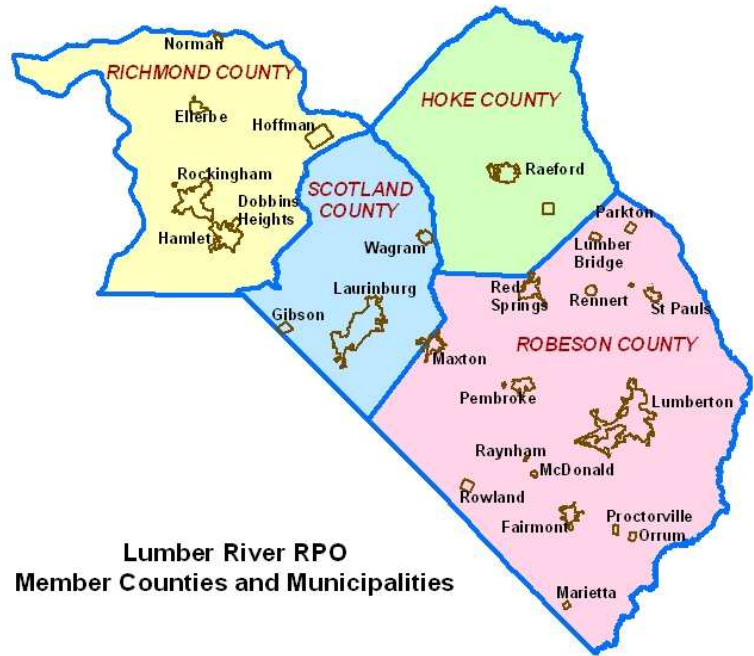 Norman
RICHMOND COUNTY
Ellerbe
Hoffman
HOKE COUNTY
Rockingham
Raeford
Dobbins
Heights
SCOTLAND
COUNTY
Hamlet
Wagram
Parkton
Lumber
Bridge
Laurinburg
Red
Springs
Rennert
St Pauls
Gibson
ROBESON COUNTY
Maxton
Pembroke
Lumberton
Raynham
McDonald
Rowland
Fairmont
Proctorville
Orrum
Marietta
Lumber River RPO
Member Counties and Municipalities